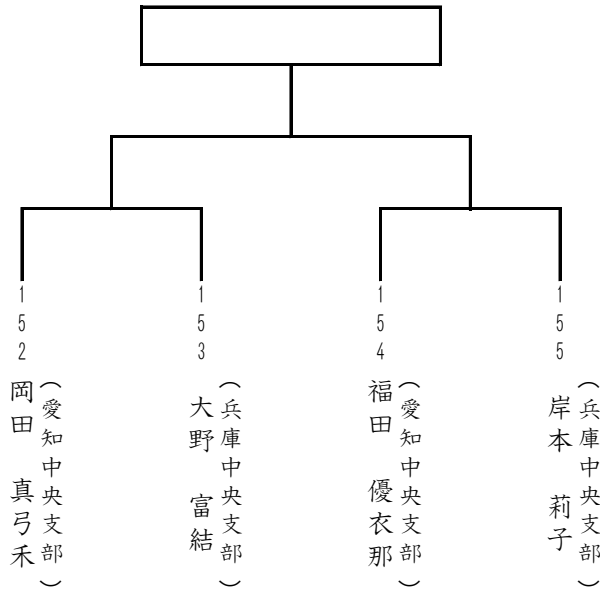 152
岡田 真弓禾
(愛知中央支部)
153
大野 富結
(兵庫中央支部)
154
福田 優衣那
(愛知中央支部)
155
岸本 莉子
(兵庫中央支部)